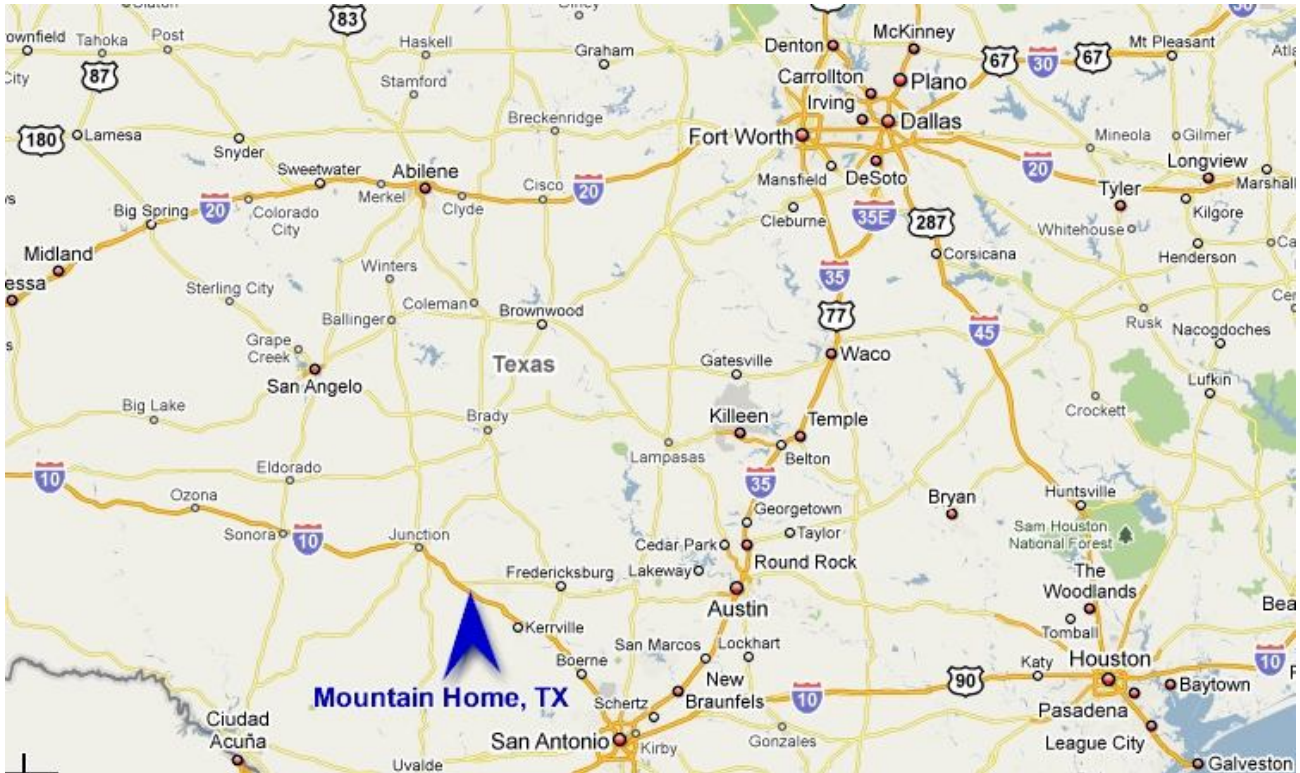 83
Graham
Haskell
Denton
McKinney
67
30
67
Mt Pleasant
30
Tahoka
Post
87
City
Stamford
Carrollton
Plano
Irving
Breckenridge
180
Lamesa
Snyder
Fort Worth
Dallas
Mineola
Gilmer
Sweetwater
Abilene
Cisco
20
Mansfield
DeSoto
20
Longview
Marshall
Merkel
Clyde
Tyler
Big Spring
20
Colorado
City
Cleburne
35E
287
Kilgore
Whitehouse
Midland
Corsicana
Henderson
Winters
35
essa
Sterling City
Coleman
Brownwood
Ballinger
77
45
Rusk
Nacogdoches
Grape
Creek
Texas
Gatesville
Waco
San Angelo
Lufkin
Big Lake
Brady
Killeen
Temple
Crockett
Lampasas
Belton
10
Eldorado
35
Ozona
Bryan
Huntsville
Georgetown
Sonora
10
Junction
Cedar Park
Taylor
Sam Houston
National Forest
Round Rock
Fredericksburg
Lakeway
The
Woodlands
Austin
Bea
Kerrville
Tomball
San Marcos
Lockhart
Boerne
Katy
Houston
10
Mountain Home, TX
New
Braunfels
10
90
Baytown
Schertz
Pasadena
Ciudad
Acuña
San Antonio
Kirby
Gonzales
League City
Uvalde
Galveston